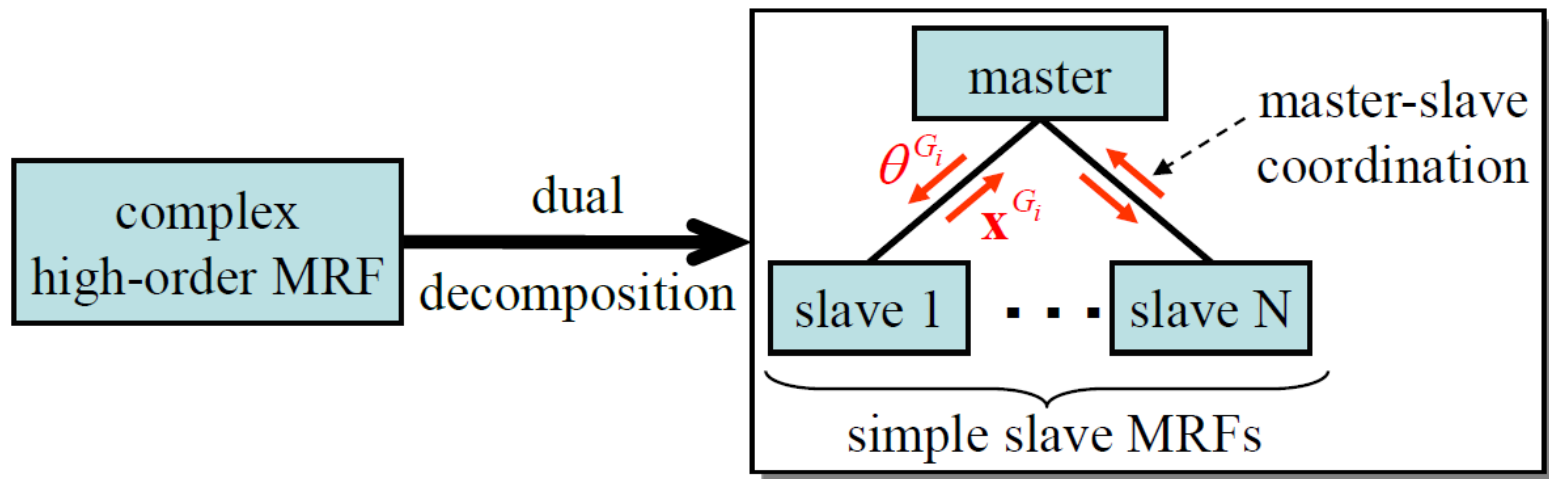 complex
high-order MRF
dual
decomposition
master
master-slave
coordination
θ^{G_i}
x^{G_i}
slave 1
. . .
slave N
simple slave MRFs